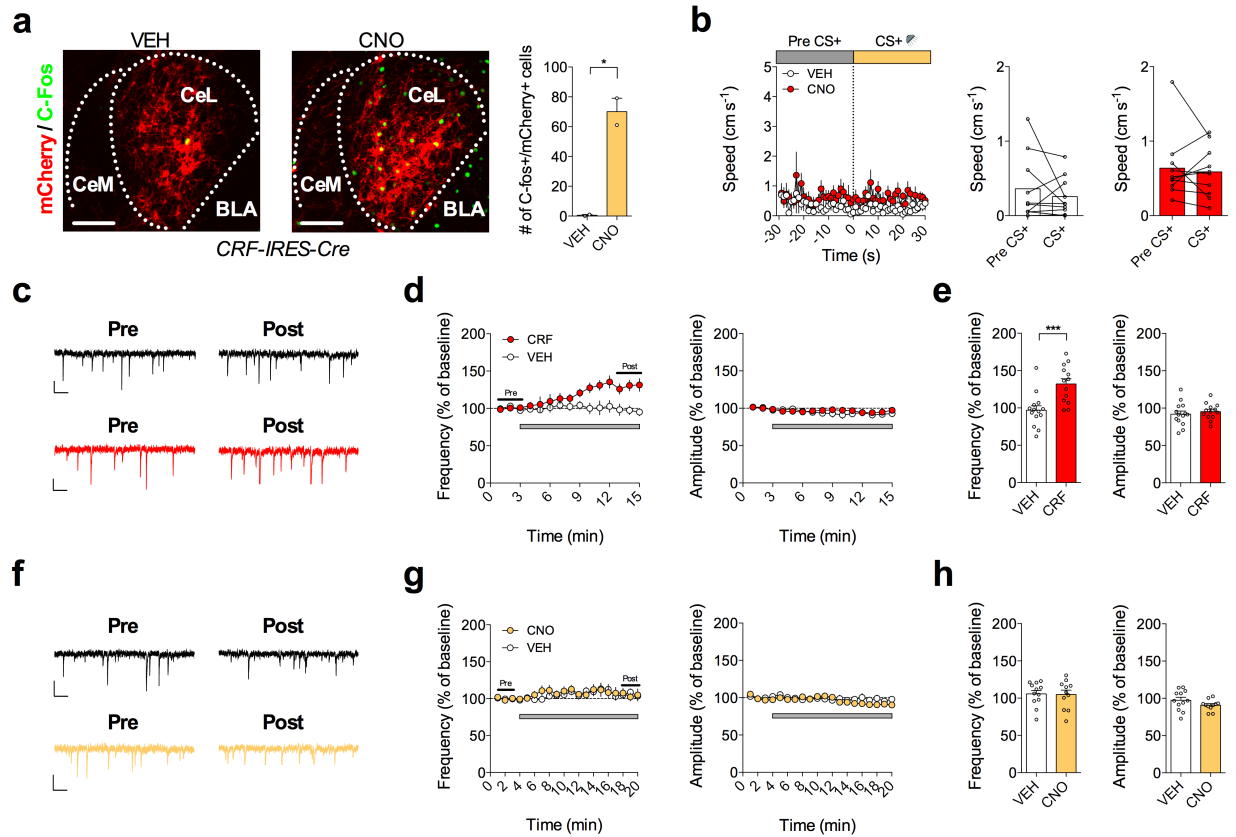 a
VEH
CNO
mCherry / C-Fos
CeL
CeM
BLA
CeL
CeM
BLA
CRF-IRES-Cre
# of C-fos+/mCherry+ cells
100
80
60
40
20
0
*
VEH
CNO
b
Pre CS+
CS+
VEH
CNO
Speed (cm s-1)
5
4
3
2
1
0
-30
-20
-10
0
10
20
30
Time (s)
Speed (cm s-1)
2
1
0
Pre CS+
CS+
Speed (cm s-1)
2
1
0
Pre CS+
CS+
c
Pre
Post
Pre
Post
d
Frequency (% of baseline)
200
150
100
50
0
CRF
VEH
Pre
Post
0
3
6
9
12
15
Time (min)
Amplitude (% of baseline)
200
150
100
50
0
0
3
6
9
12
15
Time (min)
e
Frequency (% of baseline)
200
150
100
50
0
***
VEH
CRF
Amplitude (% of baseline)
200
150
100
50
0
VEH
CRF
f
Pre
Post
Pre
Post
g
Frequency (% of baseline)
200
150
100
50
0
CNO
VEH
Pre
Post
0
2
4
6
8
10
12
14
16
18
20
Time (min)
Amplitude (% of baseline)
200
150
100
50
0
0
2
4
6
8
10
12
14
16
18
20
Time (min)
h
Frequency (% of baseline)
200
150
100
50
0
VEH
CNO
Amplitude (% of baseline)
200
150
100
50
0
VEH
CNO